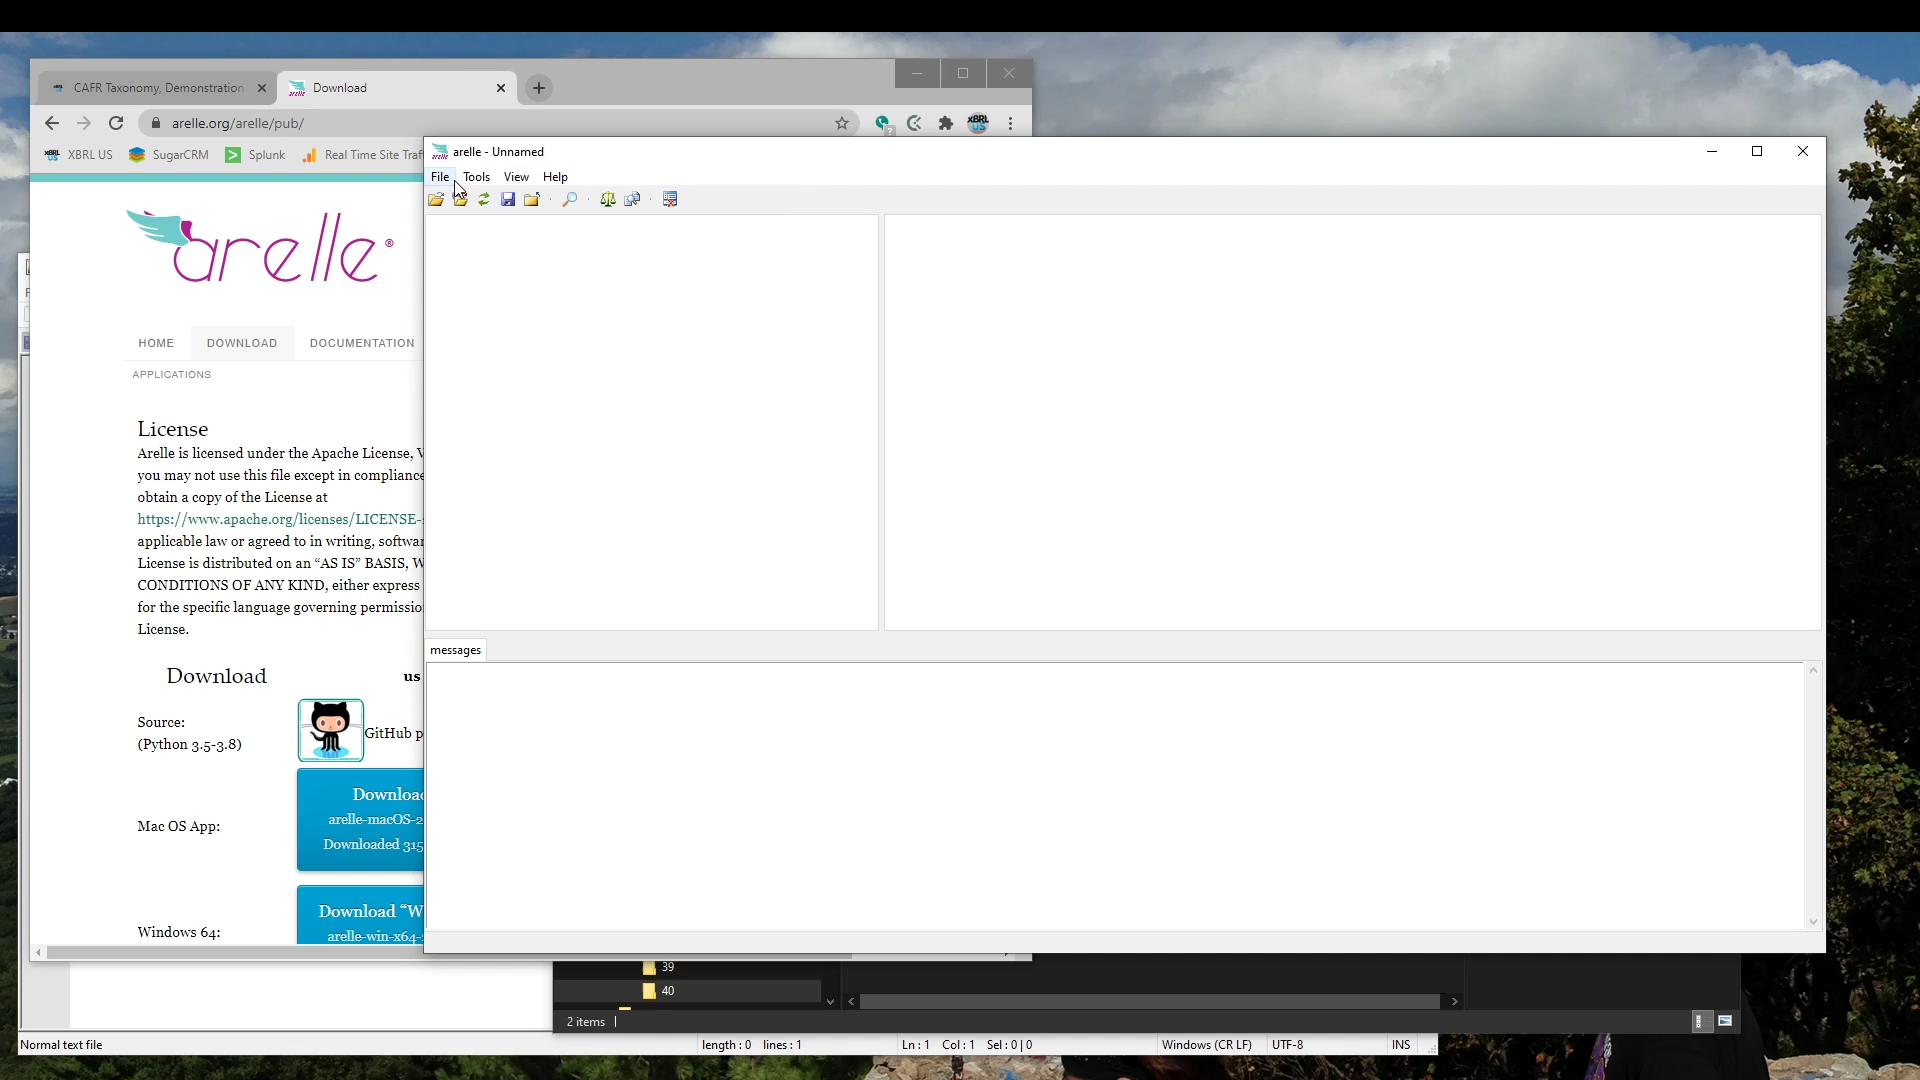 CAFR Taxonomy, Demonstration
Download
arelle.org/arelle/pub/
XBRL US
XBRL US
SugarCRM
Splunk
Real Time Site Traf
arelle - Unnamed
File
Tools
View
Help
arelle®
HOME
DOWNLOAD
DOCUMENTATION
APPLICATIONS
License
Arelle is licensed under the Apache License, V
you may not use this file except in compliance
obtain a copy of the License at
https://www.apache.org/licenses/LICENSE-
applicable law or agreed to in writing, softwar
License is distributed on an “AS IS” BASIS, W
CONDITIONS OF ANY KIND, either express
for the specific language governing permissio
License.
Download
us
Source:
(Python 3.5-3.8)
GitHub p
Mac OS App:
Download
arelle-macOS-2
Downloaded 315
Windows 64:
Download “W
arelle-win-x64-
messages
39
40
2 items
Normal text file
length : 0 lines : 1
Ln : 1 Col : 1 Sel : 0 | 0
Windows (CR LF)
UTF-8
INS